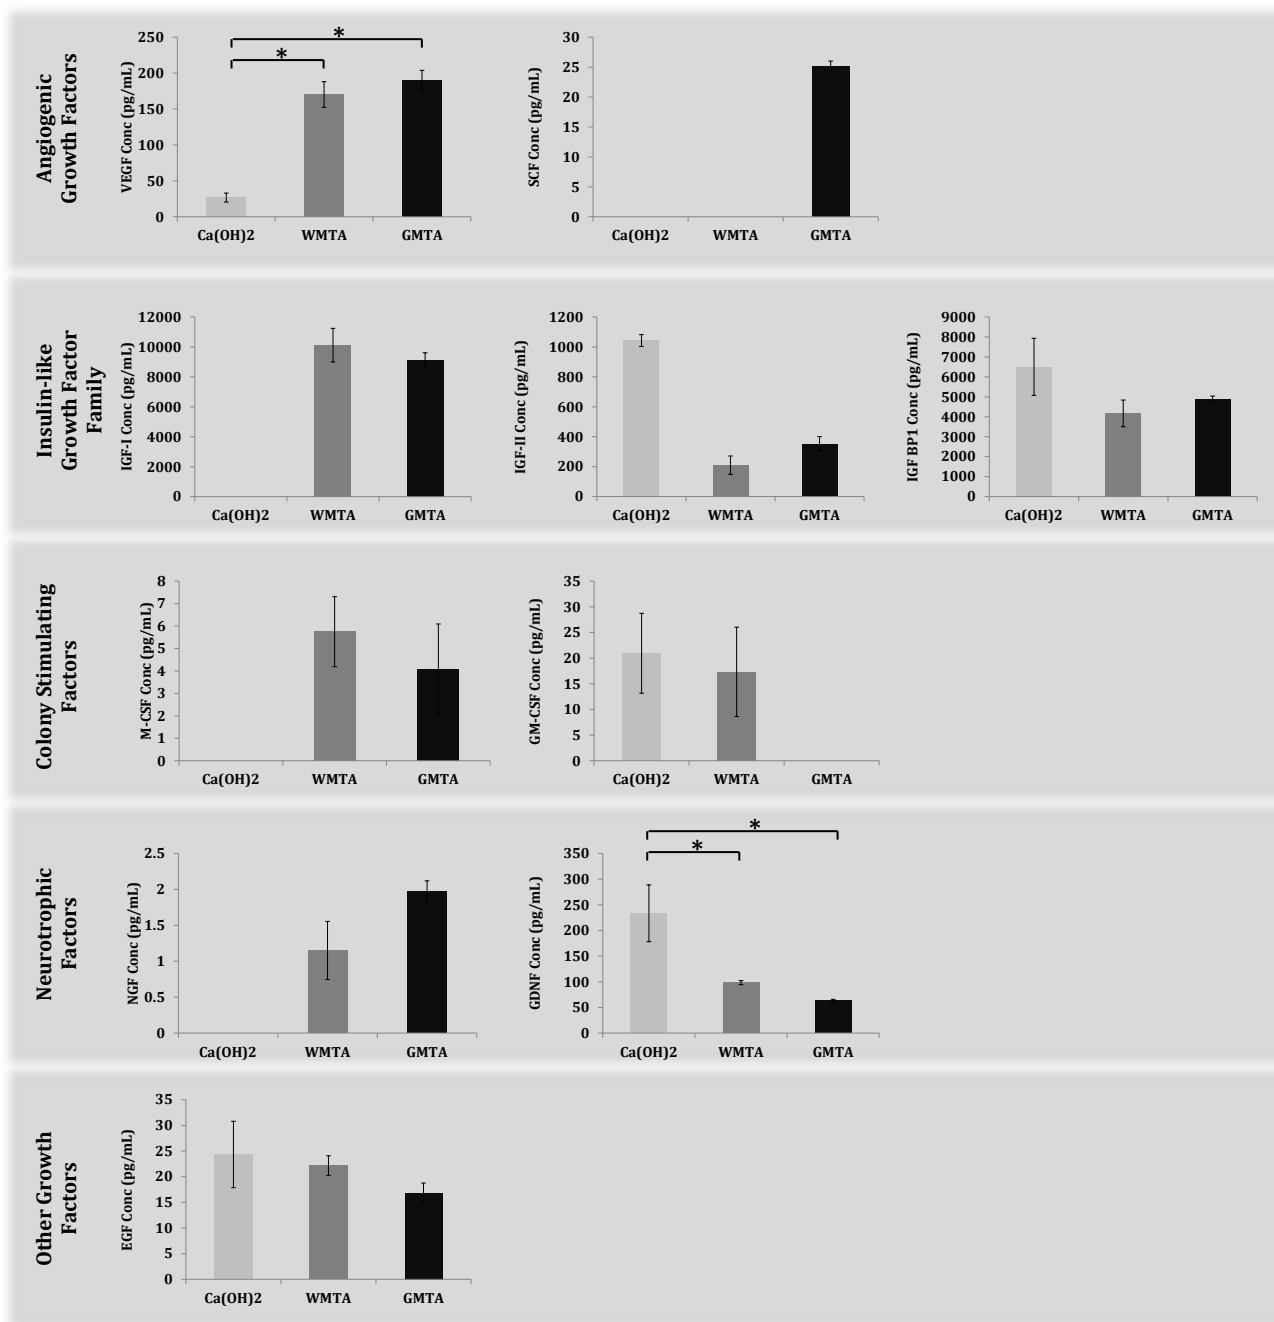 Angiogenic
Growth Factors
VEGF Conc (pg/mL)
250
200
150
100
50
0
*
*
Ca(OH)2 WMTA GMTA
SCF Conc (pg/mL)
30
25
20
15
10
5
0
Ca(OH)2 WMTA GMTA
Insulin-like
Growth Factor
Family
IGF-I Conc (pg/mL)
12000
10000
8000
6000
4000
2000
0
Ca(OH)2 WMTA GMTA
IGF-II Conc (pg/mL)
1200
1000
800
600
400
200
0
Ca(OH)2 WMTA GMTA
IGF BP1 Conc (pg/mL)
9000
8000
7000
6000
5000
4000
3000
2000
1000
0
Ca(OH)2 WMTA GMTA
Colony Stimulating
Factors
M-CSF Conc (pg/mL)
8
7
6
5
4
3
2
1
0
Ca(OH)2 WMTA GMTA
GM-CSF Conc (pg/mL)
35
30
25
20
15
10
5
0
Ca(OH)2 WMTA GMTA
Neurotrophic
Factors
NGF Conc (pg/mL)
2.5
2
1.5
1
0.5
0
Ca(OH)2 WMTA GMTA
GDNF Conc (pg/mL)
350
300
250
200
150
100
50
0
*
*
Ca(OH)2 WMTA GMTA
Other Growth
Factors
EGF Conc (pg/mL)
35
30
25
20
15
10
5
0
Ca(OH)2 WMTA GMTA